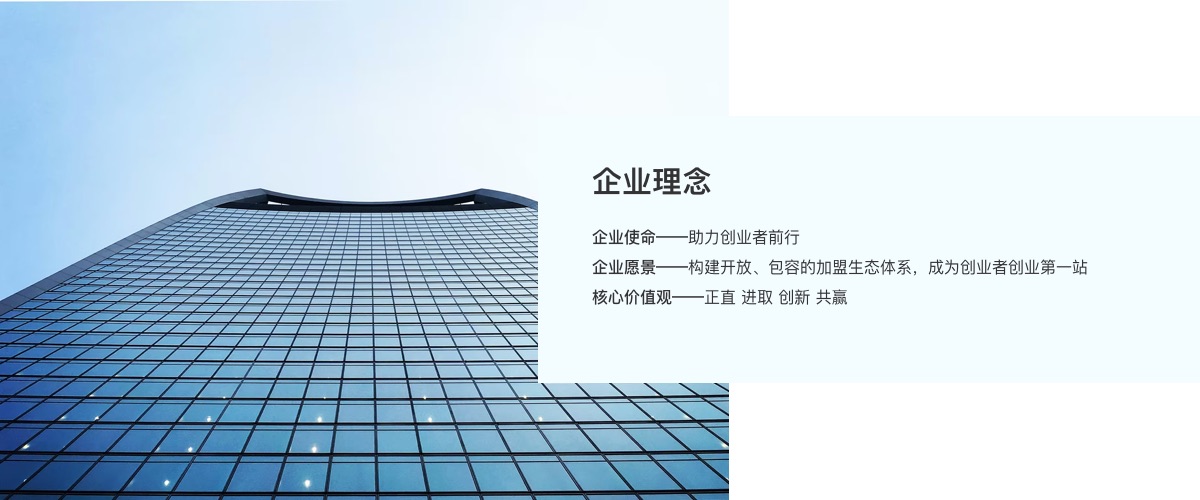 企业理念
企业使命——助力创业者前行
企业愿景——构建开放、包容的加盟生态体系，成为创业者创业第一站
核心价值观——正直 进取 创新 共赢